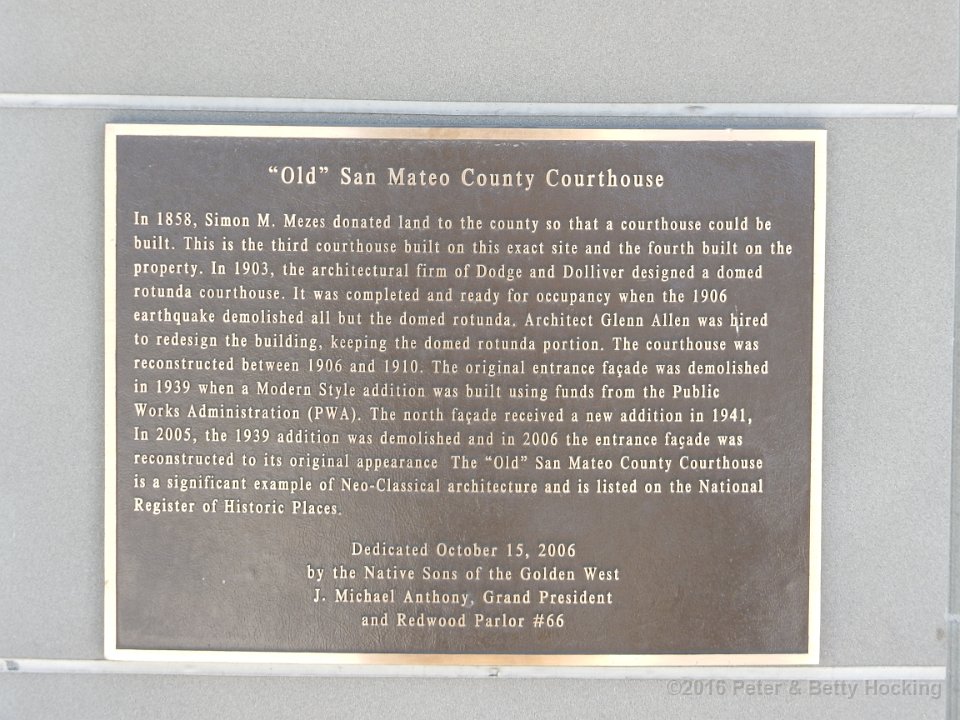 “Old” San Mateo County Courthouse
In 1858, Simon M. Mezes donated land to the county so that a courthouse could be
built. This is the third courthouse built on this exact site and the fourth built on the
property. In 1903, the architectural firm of Dodge and Dolliver designed a domed
rotunda courthouse. It was completed and ready for occupancy when the 1906
earthquake demolished all but the domed rotunda. Architect Glenn Allen was hired
to redesign the building, keeping the domed rotunda portion. The courthouse was
reconstructed between 1906 and 1910. The original entrance façade was demolished
in 1939 when a Modern Style addition was built using funds from the Public
Works Administration (PWA). The north façade received a new addition in 1941,
In 2005, the 1939 addition was demolished and in 2006 the entrance façade was
reconstructed to its original appearance The “Old” San Mateo County Courthouse
is a significant example of Neo-Classical architecture and is listed on the National
Register of Historic Places.
Dedicated October 15, 2006
by the Native Sons of the Golden West
J. Michael Anthony, Grand President
and Redwood Parlor #66
©2016 Peter & Betty Hocking